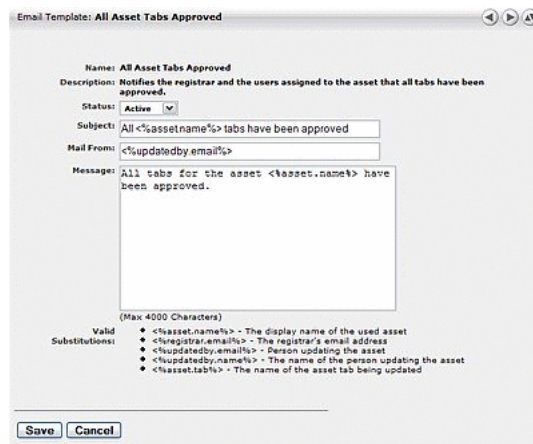 Email Template: All Asset Tabs Approved
Name: All Asset Tabs Approved
Description: Notifies the registrar and the users assigned to the asset that all tabs have been
approved.
Status: Active
Subject: All <%asset.name%> tabs have been approved
Mail From: <%updatedby.email%>
Message: All tabs for the asset <%asset.name%> have
been approved.
(Max 4000 Characters)
Valid
Substitutions:
<%asset.name%> - The display name of the used asset
<%registrar.email%> - The registrar's email address
<%updatedby.email%> - Person updating the asset
<%updatedby.name%> - The name of the person updating the asset
<%asset.tab%> - The name of the asset tab being updated
Save Cancel